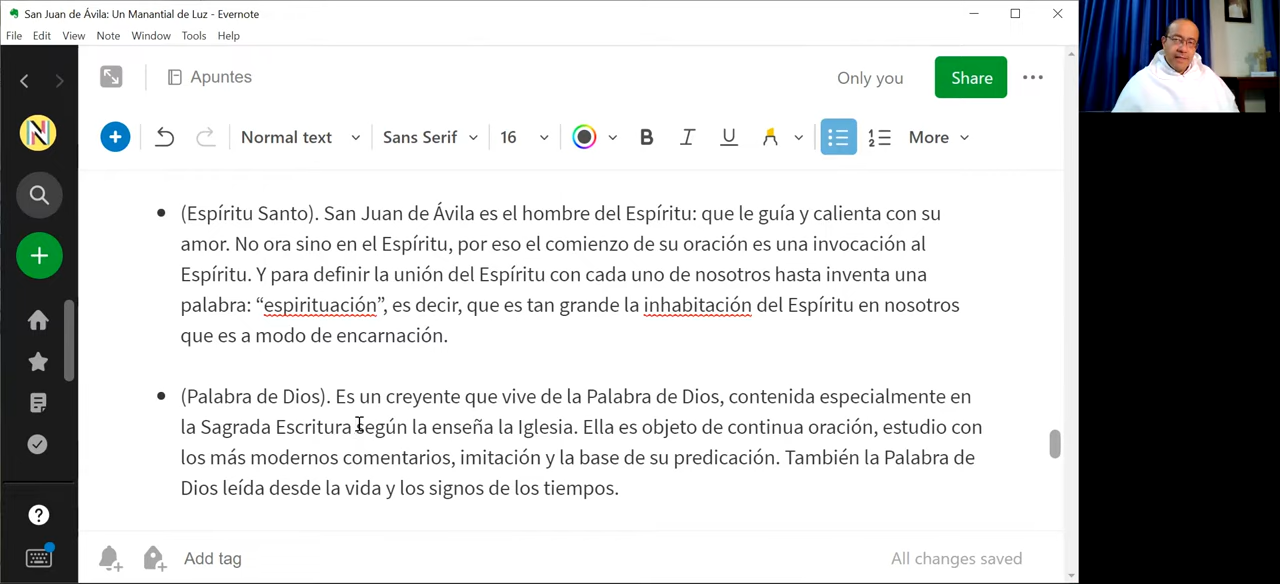 San Juan de Ávila: Un Manantial de Luz - Evernote
File Edit View Note Window Tools Help
Apuntes
Only you
Share
Normal text
Sans Serif
16
B I U
More
(Espíritu Santo). San Juan de Ávila es el hombre del Espíritu: que le guía y calienta con su
amor. No ora sino en el Espíritu, por eso el comienzo de su oración es una invocación al
Espíritu. Y para definir la unión del Espíritu con cada uno de nosotros hasta inventa una
palabra: “espirituación”, es decir, que es tan grande la inhabitación del Espíritu en nosotros
que es a modo de encarnación.
(Palabra de Dios). Es un creyente que vive de la Palabra de Dios, contenida especialmente en
la Sagrada Escritura según la enseña la Iglesia. Ella es objeto de continua oración, estudio con
los más modernos comentarios, imitación y la base de su predicación. También la Palabra de
Dios leída desde la vida y los signos de los tiempos.
Add tag
All changes saved